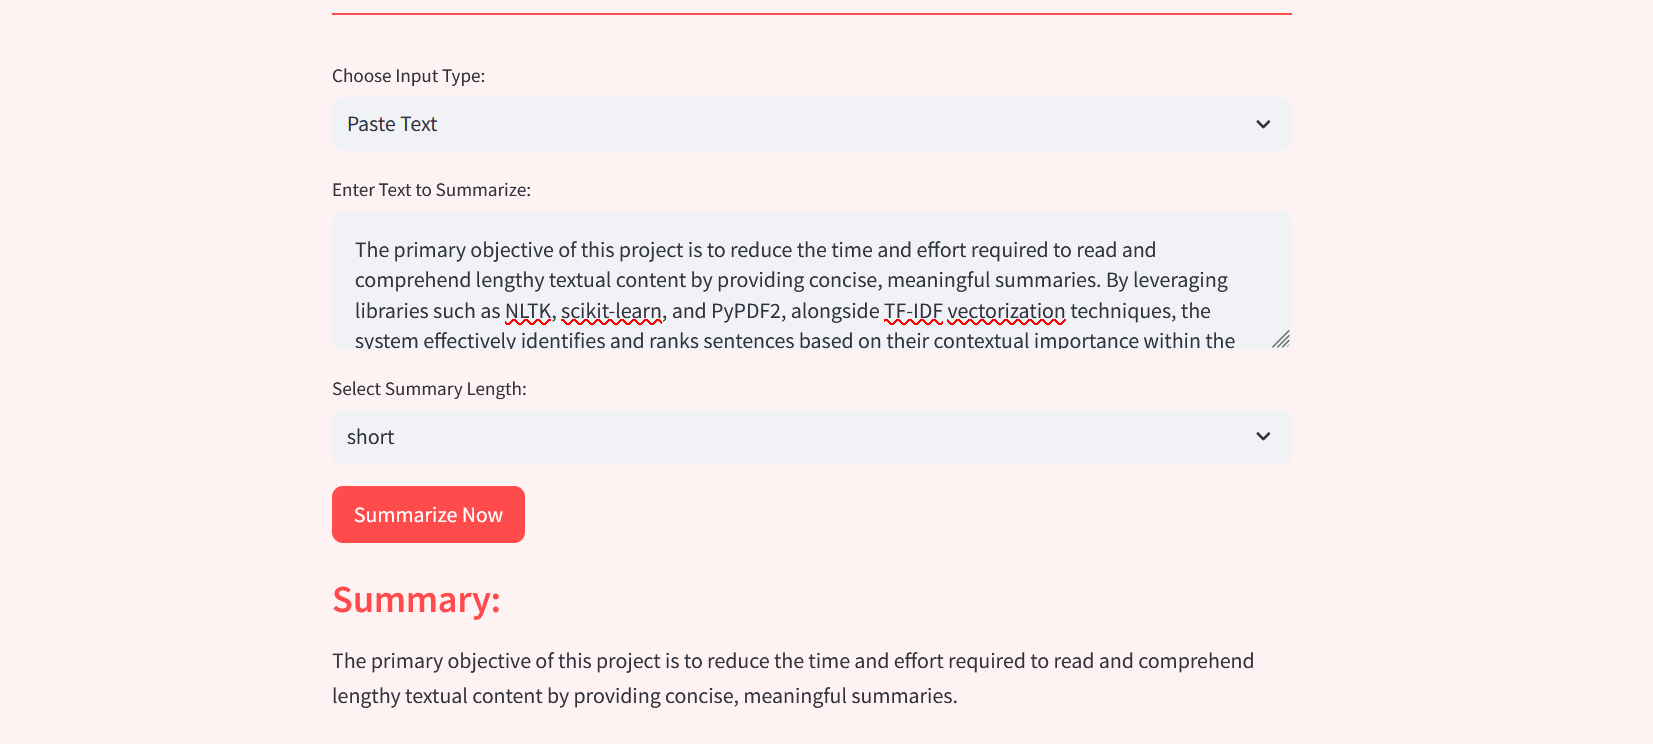 Choose Input Type:
Paste Text
Enter Text to Summarize:
The primary objective of this project is to reduce the time and effort required to read and
comprehend lengthy textual content by providing concise, meaningful summaries. By leveraging
libraries such as NLTK, scikit-learn, and PyPDF2, alongside TF-IDF vectorization techniques, the
system effectively identifies and ranks sentences based on their contextual importance within the
Select Summary Length:
short
Summarize Now
Summary:
The primary objective of this project is to reduce the time and effort required to read and comprehend
lengthy textual content by providing concise, meaningful summaries.